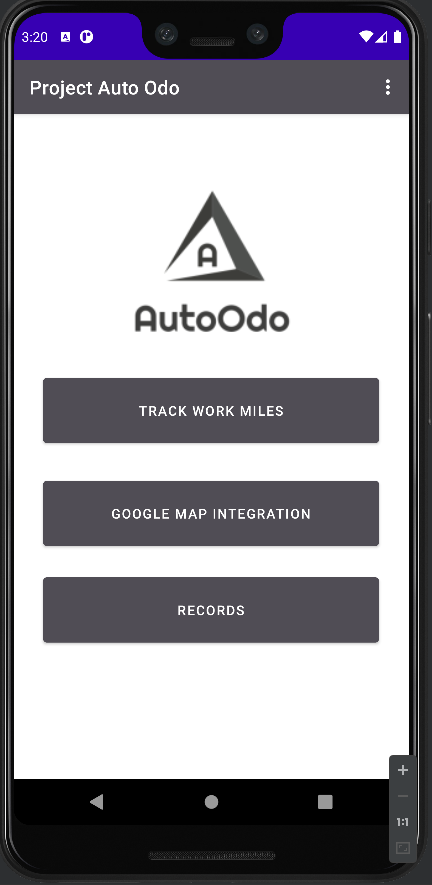 3:20
Project Auto Odo
A
AutoOdo
TRACK WORK MILES
GOOGLE MAP INTEGRATION
RECORDS
1:1